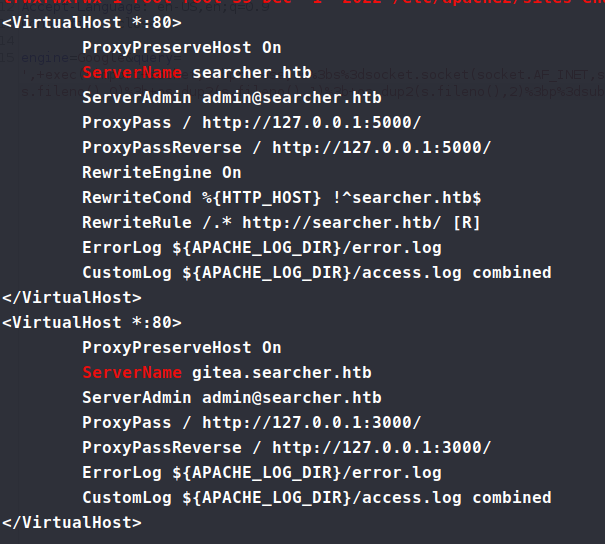 <VirtualHost *:80>
ProxyPreserveHost On
ServerName searcher.htb
ServerAdmin admin@searcher.htb
ProxyPass / http://127.0.0.1:5000/
ProxyPassReverse / http://127.0.0.1:5000/
RewriteEngine On
RewriteCond %{HTTP_HOST} !^searcher.htb$
RewriteRule /.* http://searcher.htb/ [R]
ErrorLog ${APACHE_LOG_DIR}/error.log
CustomLog ${APACHE_LOG_DIR}/access.log combined
</VirtualHost>
<VirtualHost *:80>
ProxyPreserveHost On
ServerName gitea.searcher.htb
ServerAdmin admin@searcher.htb
ProxyPass / http://127.0.0.1:3000/
ProxyPassReverse / http://127.0.0.1:3000/
ErrorLog ${APACHE_LOG_DIR}/error.log
CustomLog ${APACHE_LOG_DIR}/access.log combined
</VirtualHost>